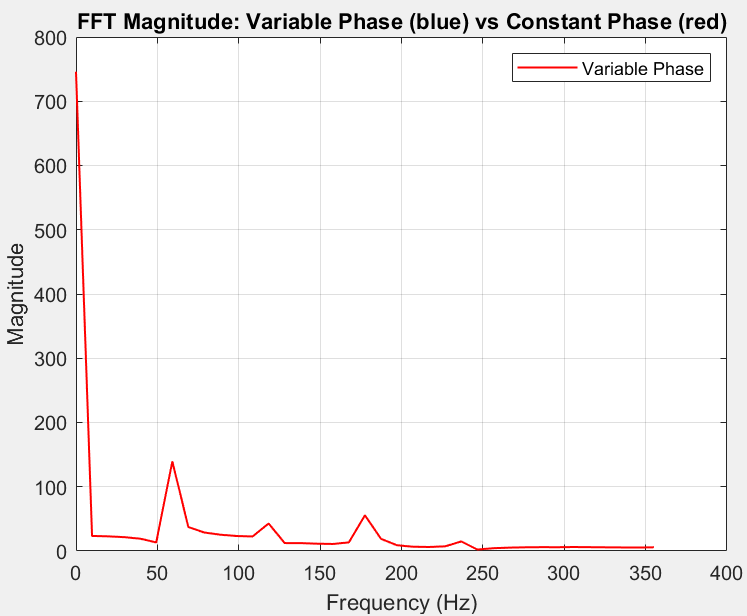 FFT Magnitude: Variable Phase (blue) vs Constant Phase (red)
Variable Phase
800
700
600
500
400
300
200
100
0
Magnitude
0 50 100 150 200 250 300 350 400
Frequency (Hz)